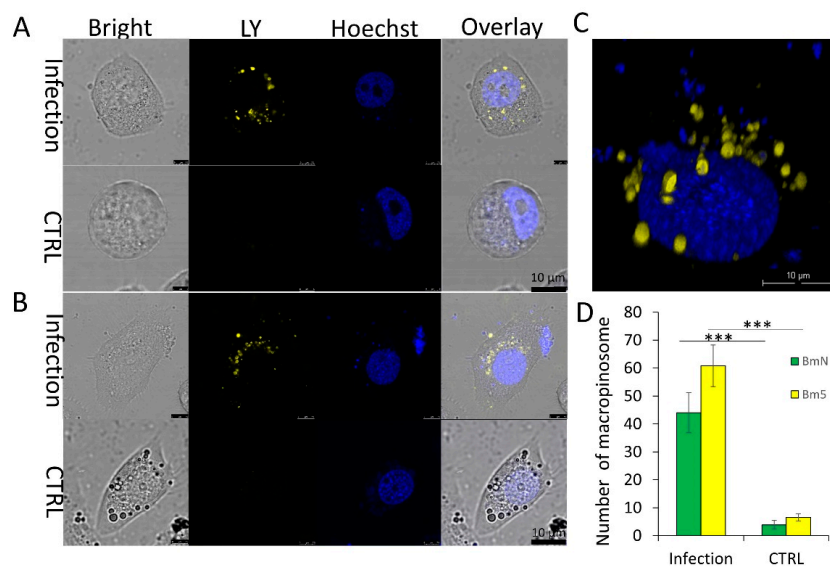 A
Bright
LY
Hoechst
Overlay
Infection
CTRL
10 μm
B
Infection
CTRL
10 μm
C
10 μm
D
Number of macropinosome
80
70
60
50
40
30
20
10
0
***
***
BmN
Bm5
Infection
CTRL